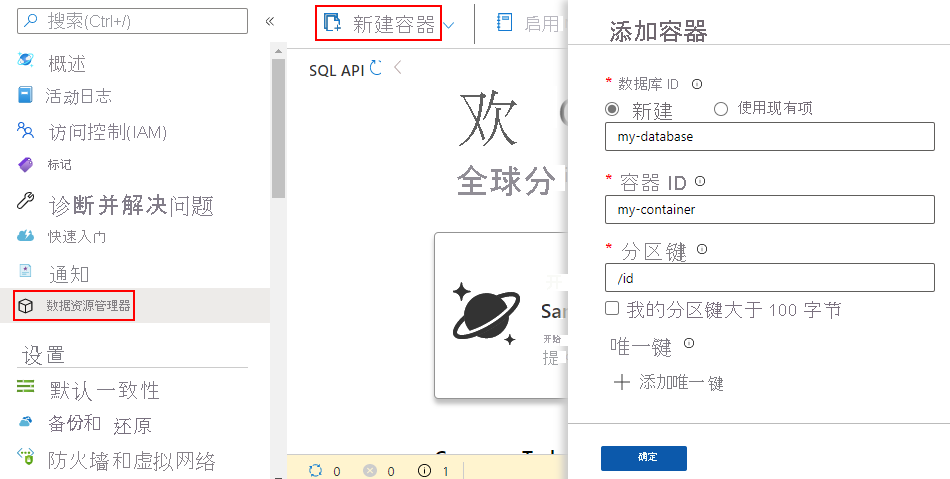 搜索(Ctrl+/)
«
概述
活动日志
访问控制(IAM)
标记
诊断并解决问题
快速入门
通知
数据资源管理器
设置
默认一致性
备份和 还原
防火墙和虚拟网络
新建容器
启用
SQL API
欢
全球分
开始
提
0
0
1
添加容器
* 数据库 ID
新建
使用现有项
my-database
* 容器 ID
my-container
* 分区键
/id
我的分区键大于 100 字节
唯一键
添加唯一键
确定